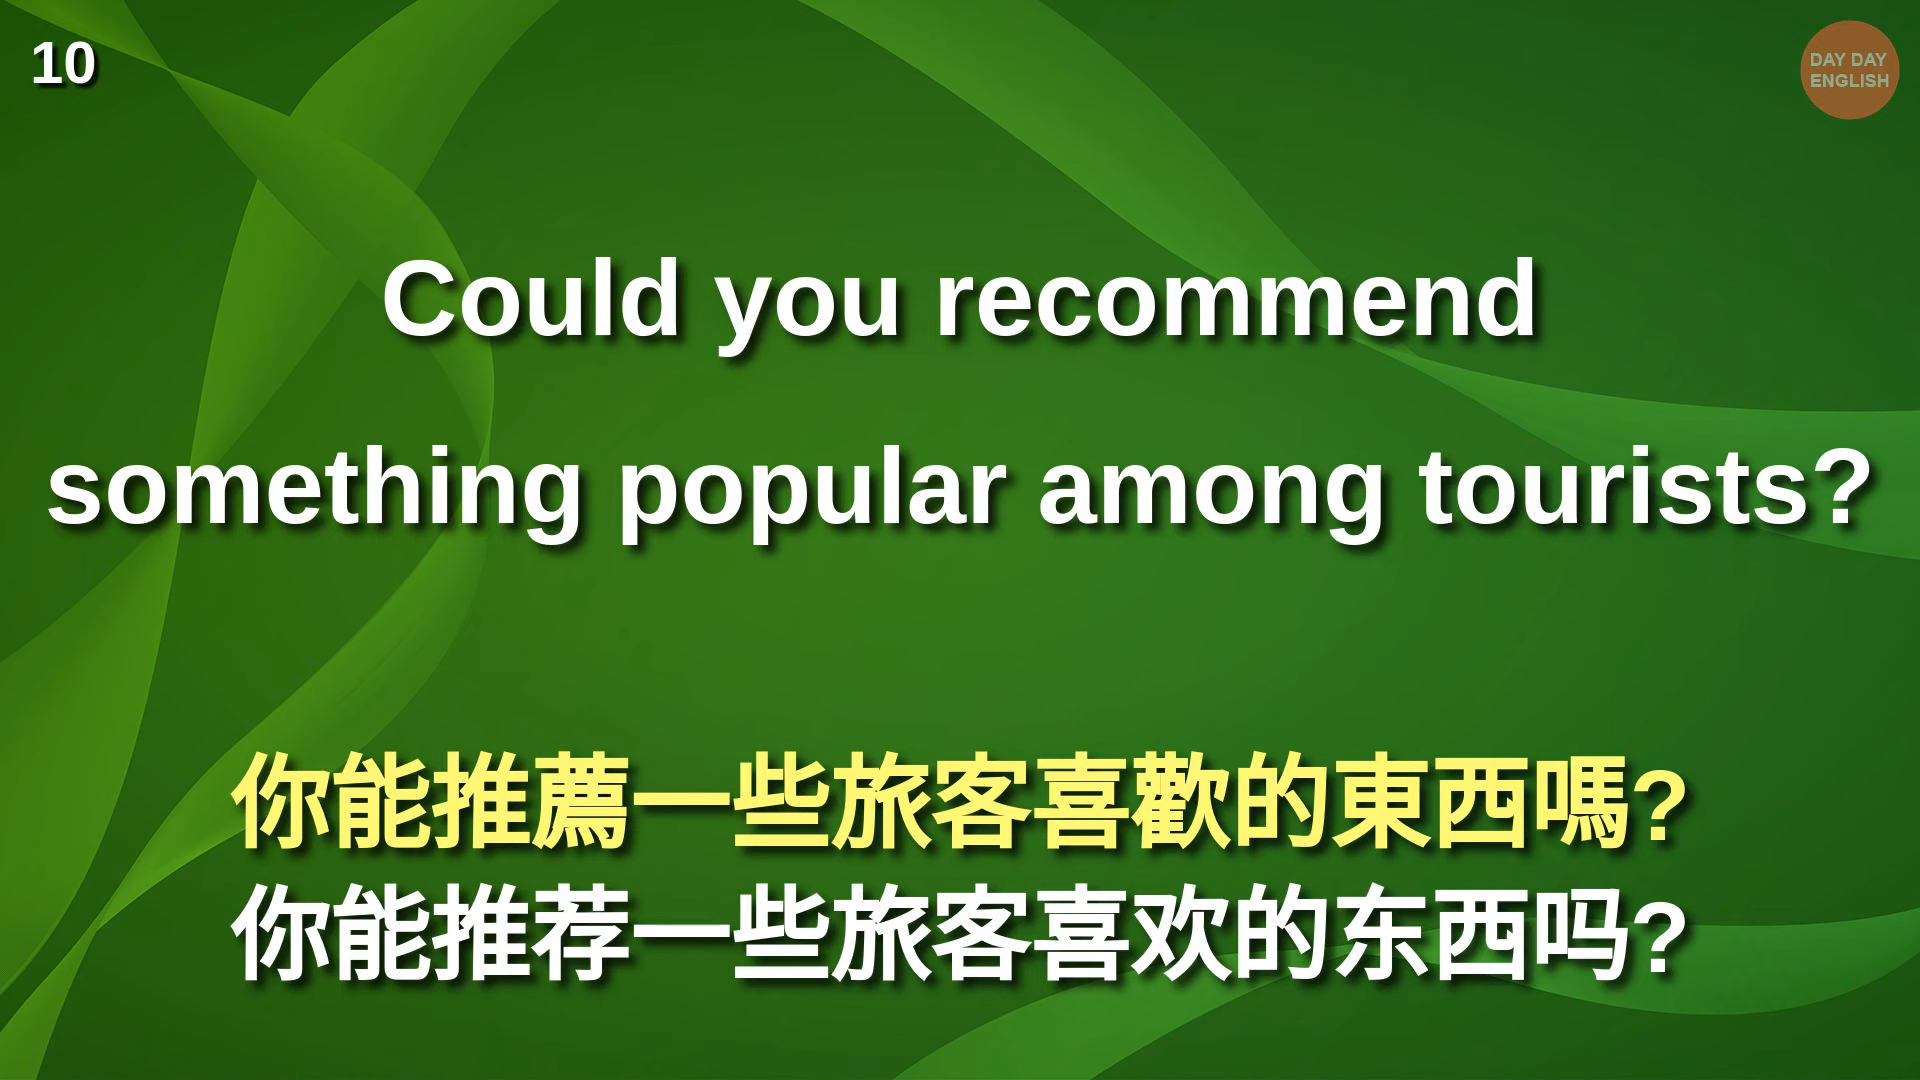 10
DAY DAY
ENGLISH
Could you recommend
something popular among tourists?
你能推薦一些旅客喜歡的東西嗎?
你能推荐一些旅客喜欢的东西吗?